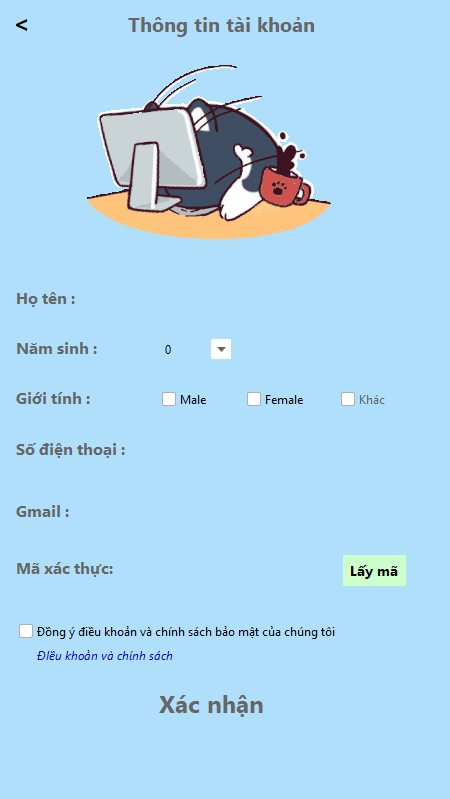 <
Thông tin tài khoản
Họ tên :
Năm sinh : 0
Giới tính : Male Female Khác
Số điện thoại :
Gmail :
Mã xác thực: Lấy mã
Đồng ý điều khoản và chính sách bảo mật của chúng tôi
Điều khoản và chính sách
Xác nhận